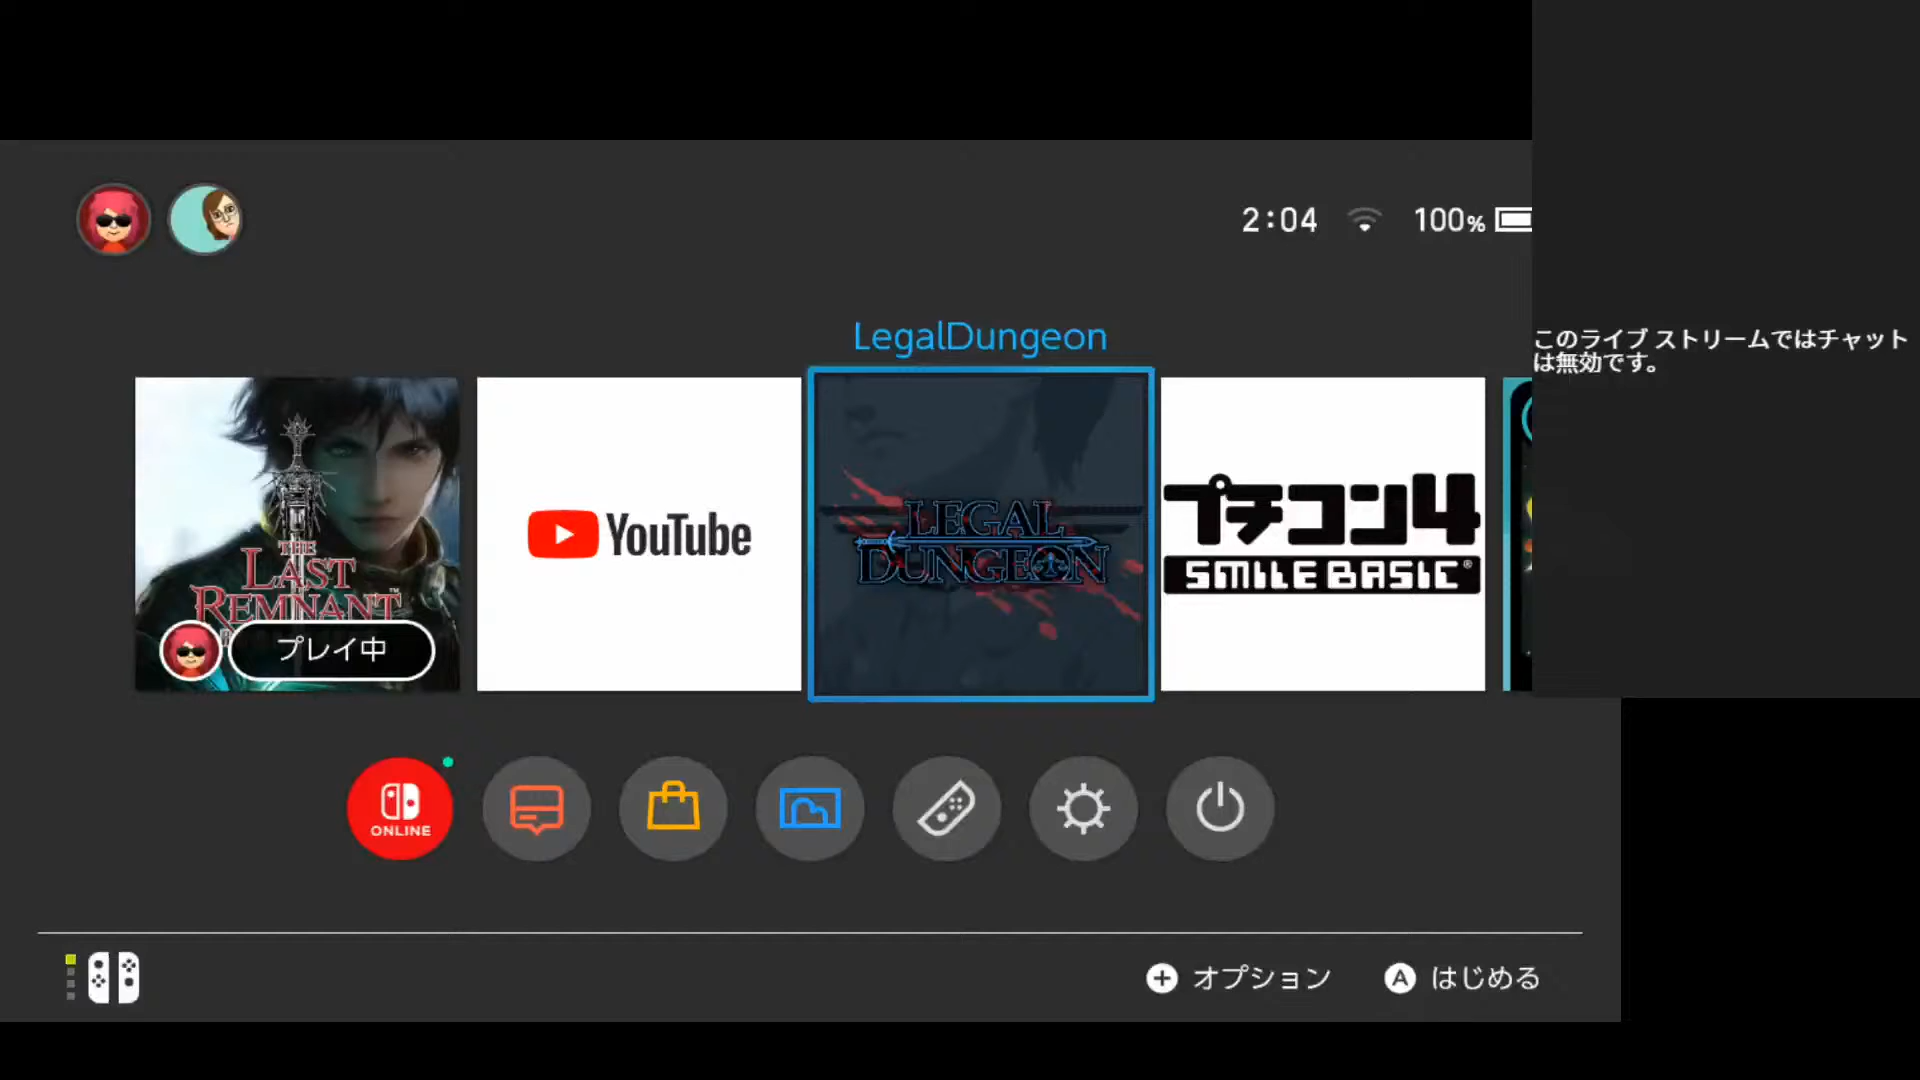 2:04
100%
LegalDungeon
このライブ ストリームではチャット
は無効です。
THE
LAST
REMNANT
プレイ中
YouTube
LEGAL
DUNGEON
プチコン4
SMILE BASIC®
ONLINE
+ オプション
A はじめる